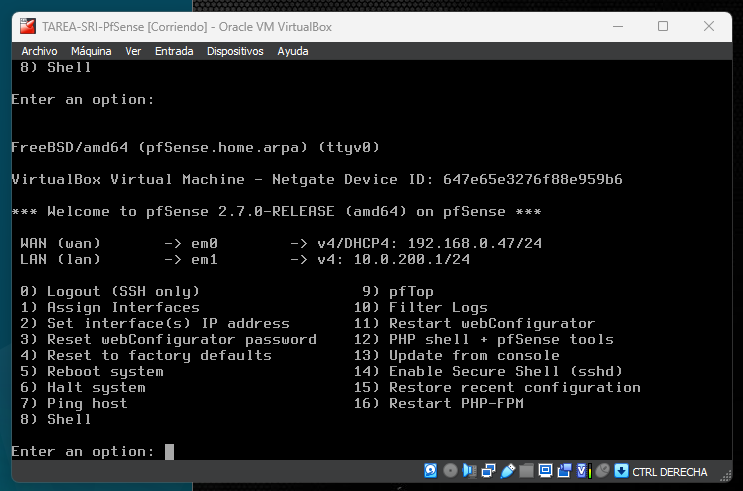 TAREA-SRI-PfSense [Corriendo] - Oracle VM VirtualBox
Archivo Máquina Ver Entrada Dispositivos Ayuda
8) Shell
Enter an option:
FreeBSD/amd64 (pfSense.home.arpa) (ttyv0)
VirtualBox Virtual Machine - Netgate Device ID: 647e65e3276f88e959b6
*** Welcome to pfSense 2.7.0-RELEASE (amd64) on pfSense ***
WAN (wan) -> em0 -> v4/DHCP4: 192.168.0.47/24
LAN (lan) -> em1 -> v4: 10.0.200.1/24
0) Logout (SSH only) 9) pfTop
1) Assign Interfaces 10) Filter Logs
2) Set interface(s) IP address 11) Restart webConfigurator
3) Reset webConfigurator password 12) PHP shell + pfSense tools
4) Reset to factory defaults 13) Update from console
5) Reboot system 14) Enable Secure Shell (sshd)
6) Halt system 15) Restore recent configuration
7) Ping host 16) Restart PHP-FPM
8) Shell
Enter an option:
CTRL DERECHA